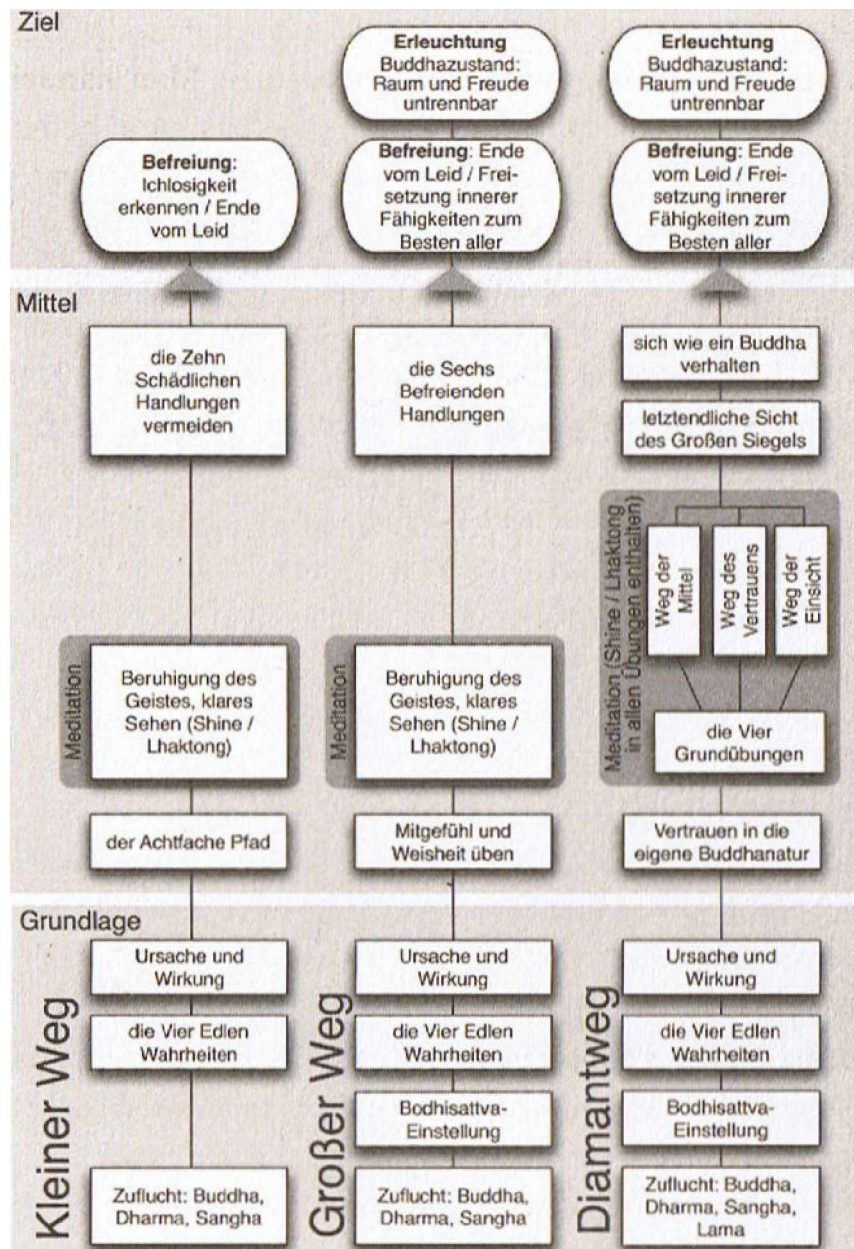 Ziel
Erleuchtung
Buddhazustand:
Raum und Freude
untrennbar
Erleuchtung
Buddhazustand:
Raum und Freude
untrennbar
Befreiung:
Ichlosigkeit
erkennen / Ende
vom Leid
Befreiung: Ende
vom Leid / Frei-
setzung innerer
Fähigkeiten zum
Besten aller
Befreiung: Ende
vom Leid / Frei-
setzung innerer
Fähigkeiten zum
Besten aller
Mittel
die Zehn
Schädlichen
Handlungen
vermeiden
die Sechs
Befreienden
Handlungen
sich wie ein Buddha
verhalten
letztendliche Sicht
des Großen Siegels
Meditation
Beruhigung des
Geistes, klares
Sehen (Shine /
Lhaktong)
Meditation
Beruhigung des
Geistes, klares
Sehen (Shine /
Lhaktong)
Meditation (Shine / Lhaktong
in allen Übungen enthalten)
Weg der
Mittel
Weg des
Vertrauens
Weg der
Einsicht
die Vier
Grundübungen
der Achtfache Pfad
Mitgefühl und
Weisheit üben
Vertrauen in die
eigene Buddhanatur
Grundlage
Kleiner Weg
Ursache und
Wirkung
die Vier Edlen
Wahrheiten
Zuflucht: Buddha,
Dharma, Sangha
Großer Weg
Ursache und
Wirkung
die Vier Edlen
Wahrheiten
Bodhisattva-
Einstellung
Zuflucht: Buddha,
Dharma, Sangha
Diamantweg
Ursache und
Wirkung
die Vier Edlen
Wahrheiten
Bodhisattva-
Einstellung
Zuflucht: Buddha,
Dharma, Sangha,
Lama